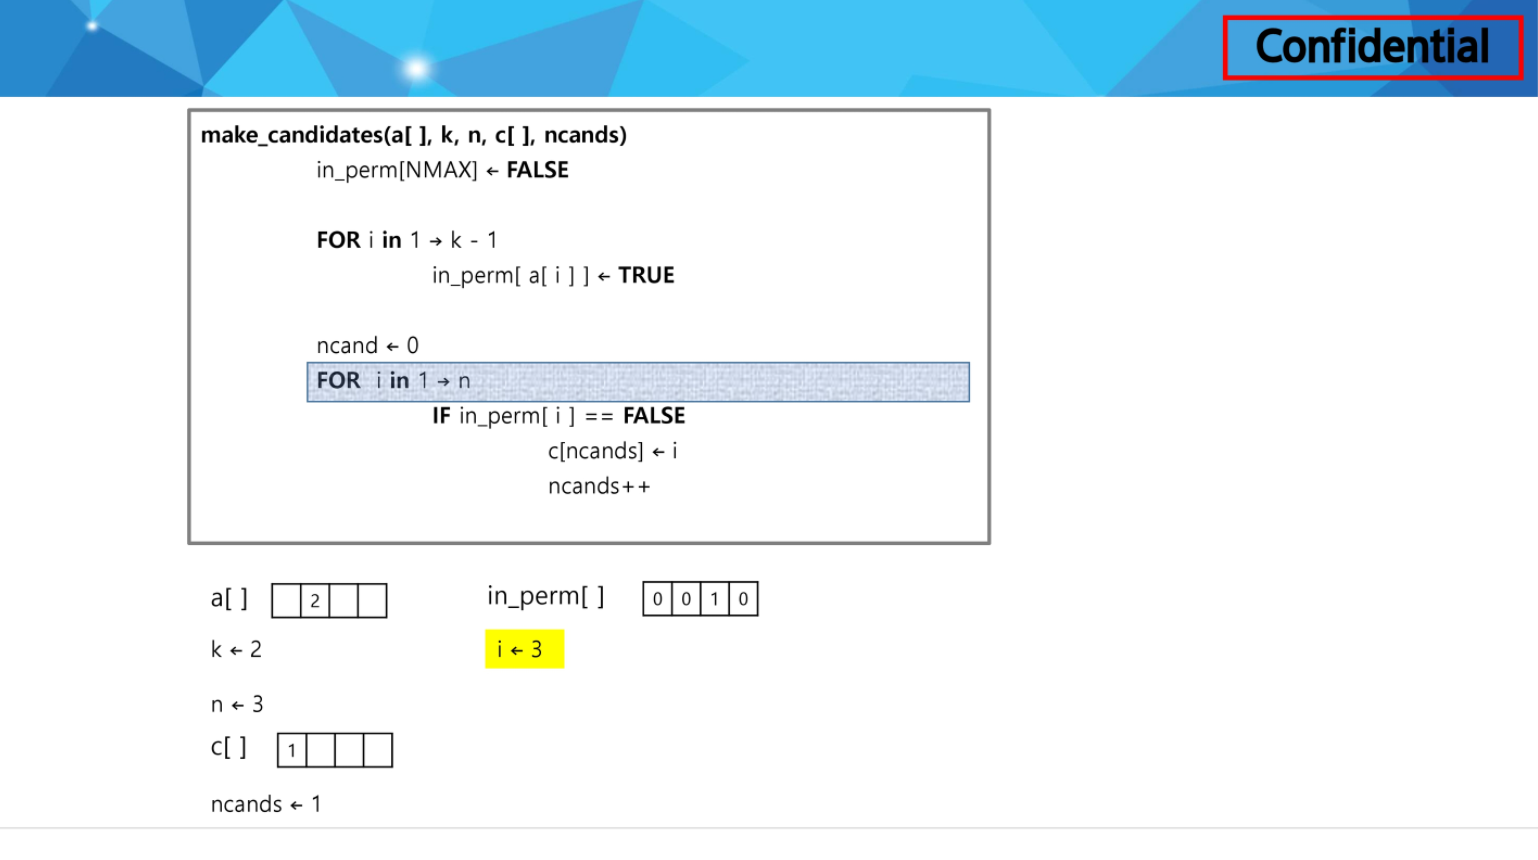 Confidential
make_candidates(a[ ], k, n, c[ ], ncands)
in_perm[NMAX] ← FALSE
FOR i in 1 → k - 1
in_perm[ a[ i ] ] ← TRUE
ncand ← 0
FOR i in 1 → n
IF in_perm[ i ] == FALSE
c[ncands] ← i
ncands++
a[ ] 2 in_perm[ ] 0 0 1 0
k ← 2 i ← 3
n ← 3
c[ ] 1
ncands ← 1